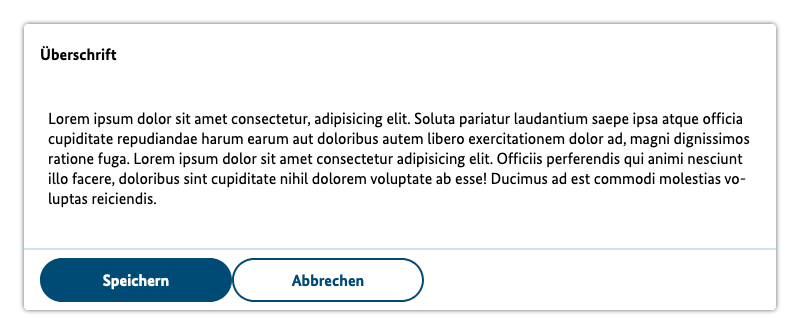 Überschrift
Lorem ipsum dolor sit amet consectetur, adipisicing elit. Soluta pariatur laudantium saepe ipsa atque officia
cupiditate repudiandae harum earum aut doloribus autem libero exercitationem dolor ad, magni dignissimos
ratione fuga. Lorem ipsum dolor sit amet consectetur adipisicing elit. Officiis perferendis qui animi nesciunt
illo facere, doloribus sint cupiditate nihil dolorem voluptate ab esse! Ducimus ad est commodi molestias vo-
luptas reiciendis.
Speichern Abbrechen